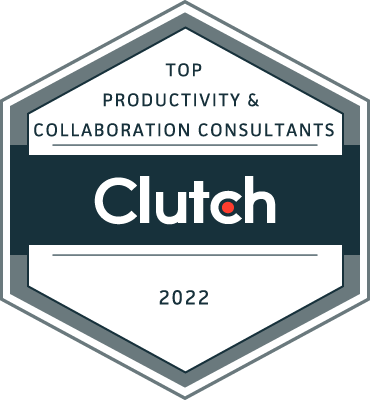 TOP
PRODUCTIVITY &
COLLABORATION CONSULTANTS
Clutch
2022